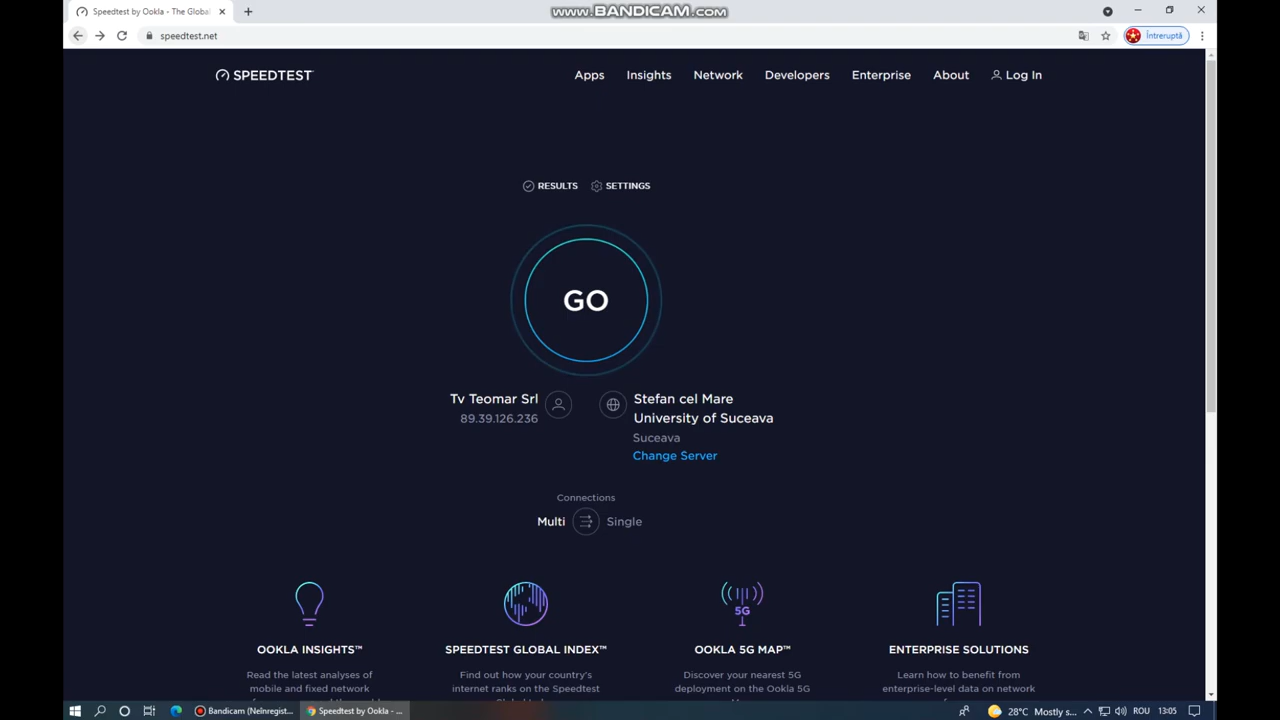 Speedtest by Ookla - The Global
www.BANDICAM.com
speedtest.net
Întreruptă
SPEEDTEST
Apps
Insights
Network
Developers
Enterprise
About
Log In
RESULTS
SETTINGS
GO
Tv Teomar Srl
89.39.126.236
Stefan cel Mare
University of Suceava
Suceava
Change Server
Connections
Multi
Single
5G
OOKLA INSIGHTS™
Read the latest analyses of
mobile and fixed network
SPEEDTEST GLOBAL INDEX™
Find out how your country's
internet ranks on the Speedtest
OOKLA 5G MAP™
Discover your nearest 5G
deployment on the Ookla 5G
ENTERPRISE SOLUTIONS
Learn how to benefit from
enterprise-level data on network
Bandicam (Neînregist...
Speedtest by Ookla - ...
28°C Mostly s...
ROU
13:05